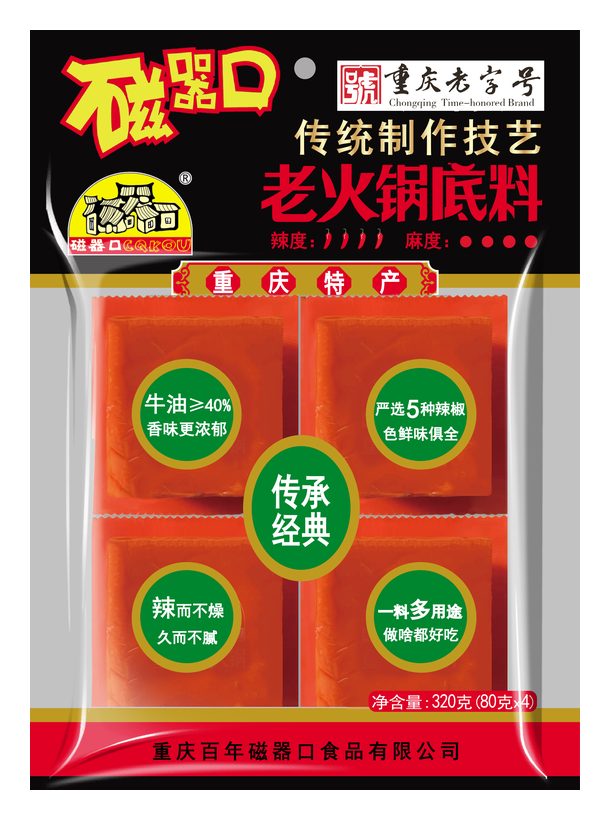 磁器口
號
重庆老字号
Chongqing Time-honored Brand
传统制作技艺
老火锅底料
®
磁器口CQKOU
辣度：
麻度：
重庆特产
牛油≥40%
香味更浓郁
严选5种辣椒
色鲜味俱全
传承
经典
辣而不燥
久而不腻
一料多用途
做啥都好吃
净含量:320克(80克×4)
重庆百年磁器口食品有限公司